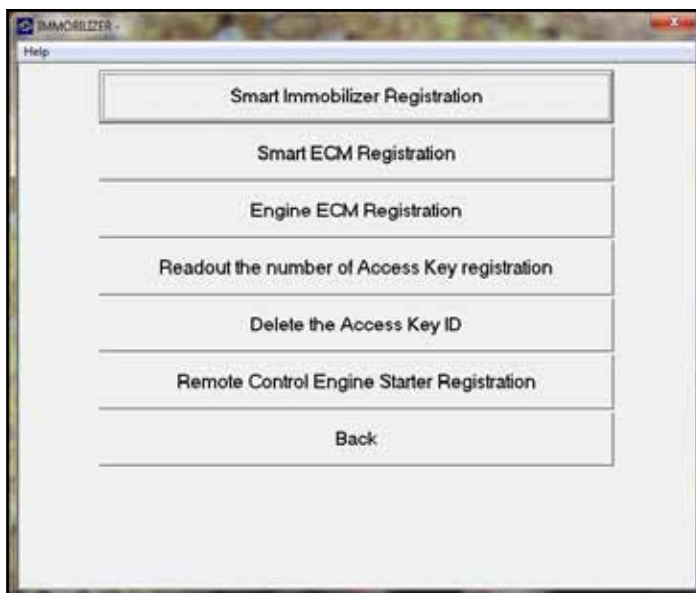 IMMOBILIZER -
Help
Smart Immobilizer Registration
Smart ECM Registration
Engine ECM Registration
Readout the number of Access Key registration
Delete the Access Key ID
Remote Control Engine Starter Registration
Back